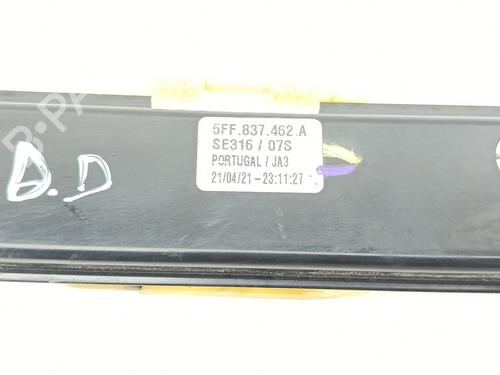 5FF.837.462.A
SE316 / 07S
PORTUGAL / JA3
21/04/21-23:11:27
D.D